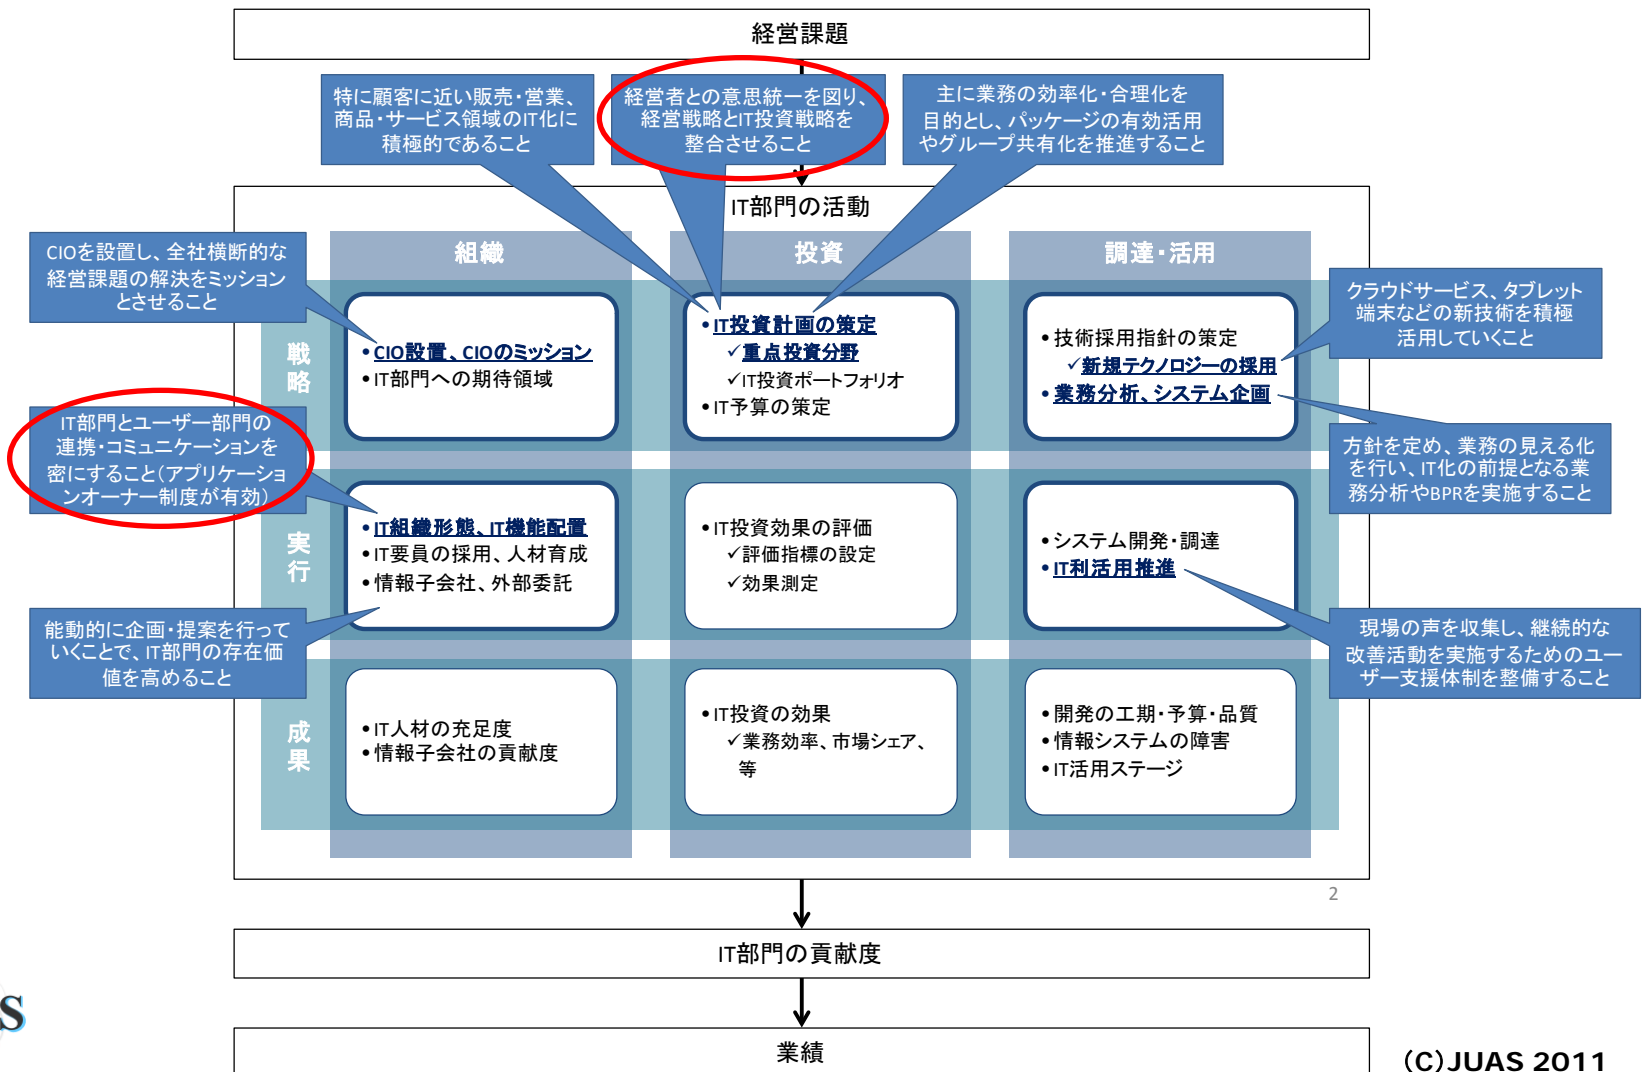 経営課題
特に顧客に近い販売・営業、
商品・サービス領域のIT化に
積極的であること
経営者との意思統一を図り、
経営戦略とIT投資戦略を
整合させること
主に業務の効率化・合理化を
目的とし、パッケージの有効活用
やグループ共有化を推進すること
IT部門の活動
組織
投資
調達・活用
CIOを設置し、全社横断的な
経営課題の解決をミッション
とさせること
戦略
•CIO設置、CIOのミッション
•IT部門への期待領域
•IT投資計画の策定
✓重点投資分野
✓IT投資ポートフォリオ
•IT予算の策定
•技術採用指針の策定
✓新規テクノロジーの採用
•業務分析、システム企画
クラウドサービス、タブレット
端末などの新技術を積極
活用していくこと
方針を定め、業務の見える化
を行い、IT化の前提となる業
務分析やBPRを実施すること
IT部門とユーザー部門の
連携・コミュニケーションを
密にすること（アプリケーショ
ンオーナー制度が有効）
実行
•IT組織形態、IT機能配置
•IT要員の採用、人材育成
•情報子会社、外部委託
•IT投資効果の評価
✓評価指標の設定
✓効果測定
•システム開発・調達
•IT利活用推進
能動的に企画・提案を行って
いくことで、IT部門の存在価
値を高めること
現場の声を収集し、継続的な
改善活動を実施するためのユー
ザー支援体制を整備すること
成果
•IT人材の充足度
•情報子会社の貢献度
•IT投資の効果
✓業務効率、市場シェア、
等
•開発の工期・予算・品質
•情報システムの障害
•IT活用ステージ
2
IT部門の貢献度
S
業績
（C）JUAS 2011